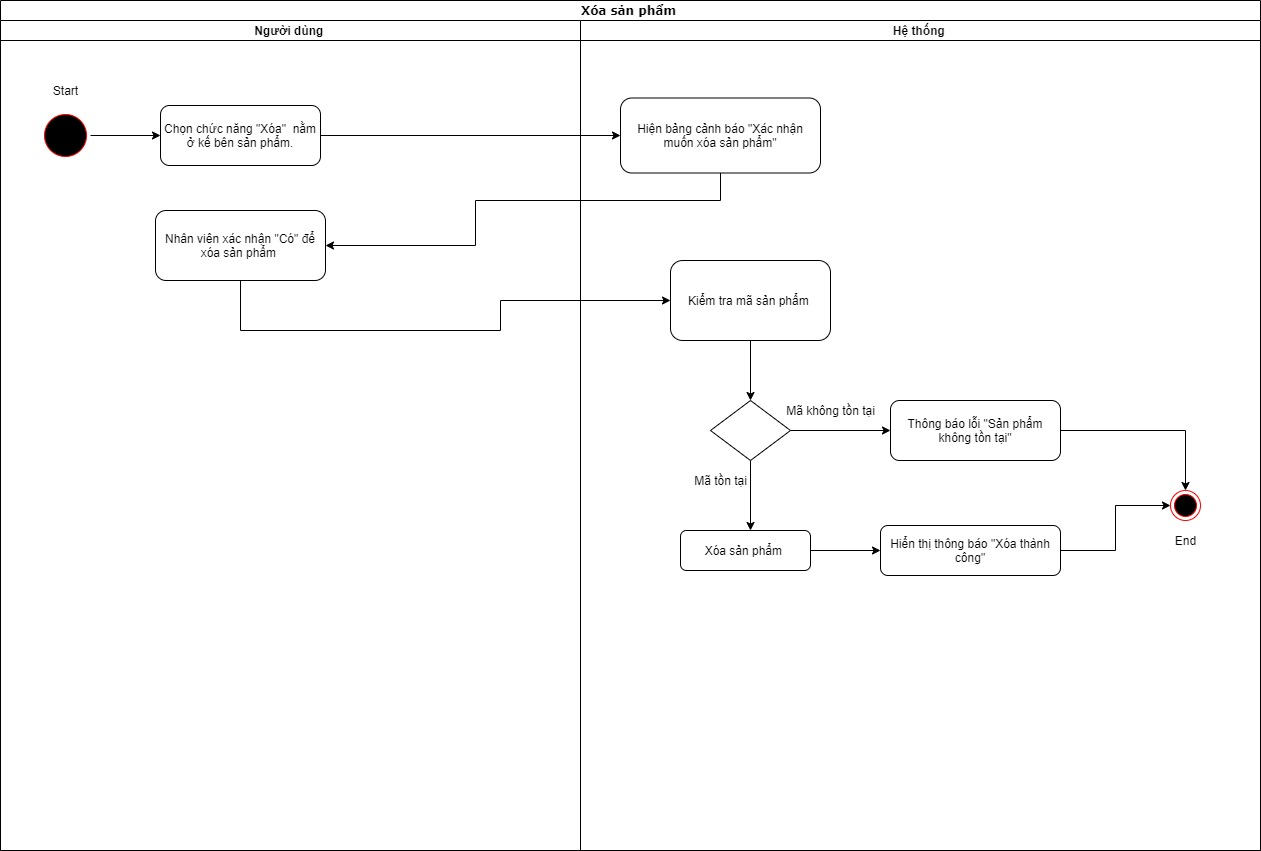 Xóa sản phẩm
Người dùng
Hệ thống
Start
Chọn chức năng "Xóa" nằm
ở kế bên sản phẩm.
Hiện bảng cảnh báo "Xác nhận
muốn xóa sản phẩm"
Nhân viên xác nhận "Có" để
xóa sản phẩm
Kiểm tra mã sản phẩm
Mã không tồn tại
Thông báo lỗi "Sản phẩm
không tồn tại"
Mã tồn tại
Xóa sản phẩm
Hiển thị thông báo "Xóa thành
công"
End